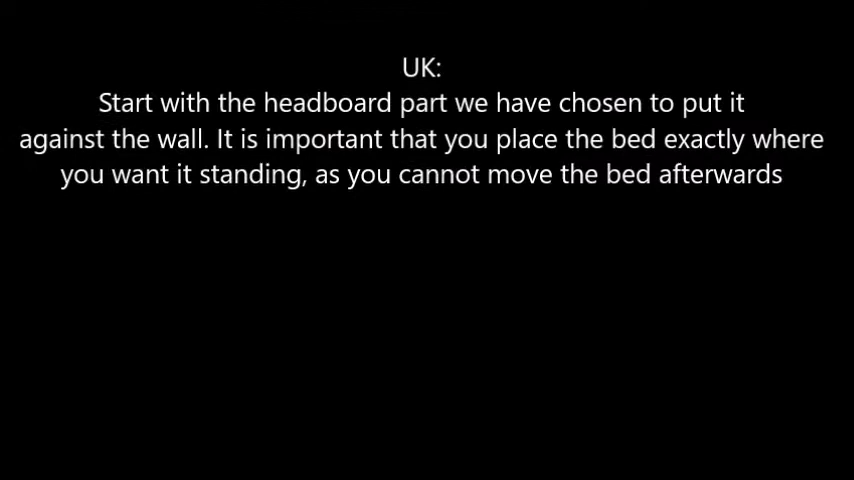 UK:
Start with the headboard part we have chosen to put it
against the wall. It is important that you place the bed exactly where
you want it standing, as you cannot move the bed afterwards